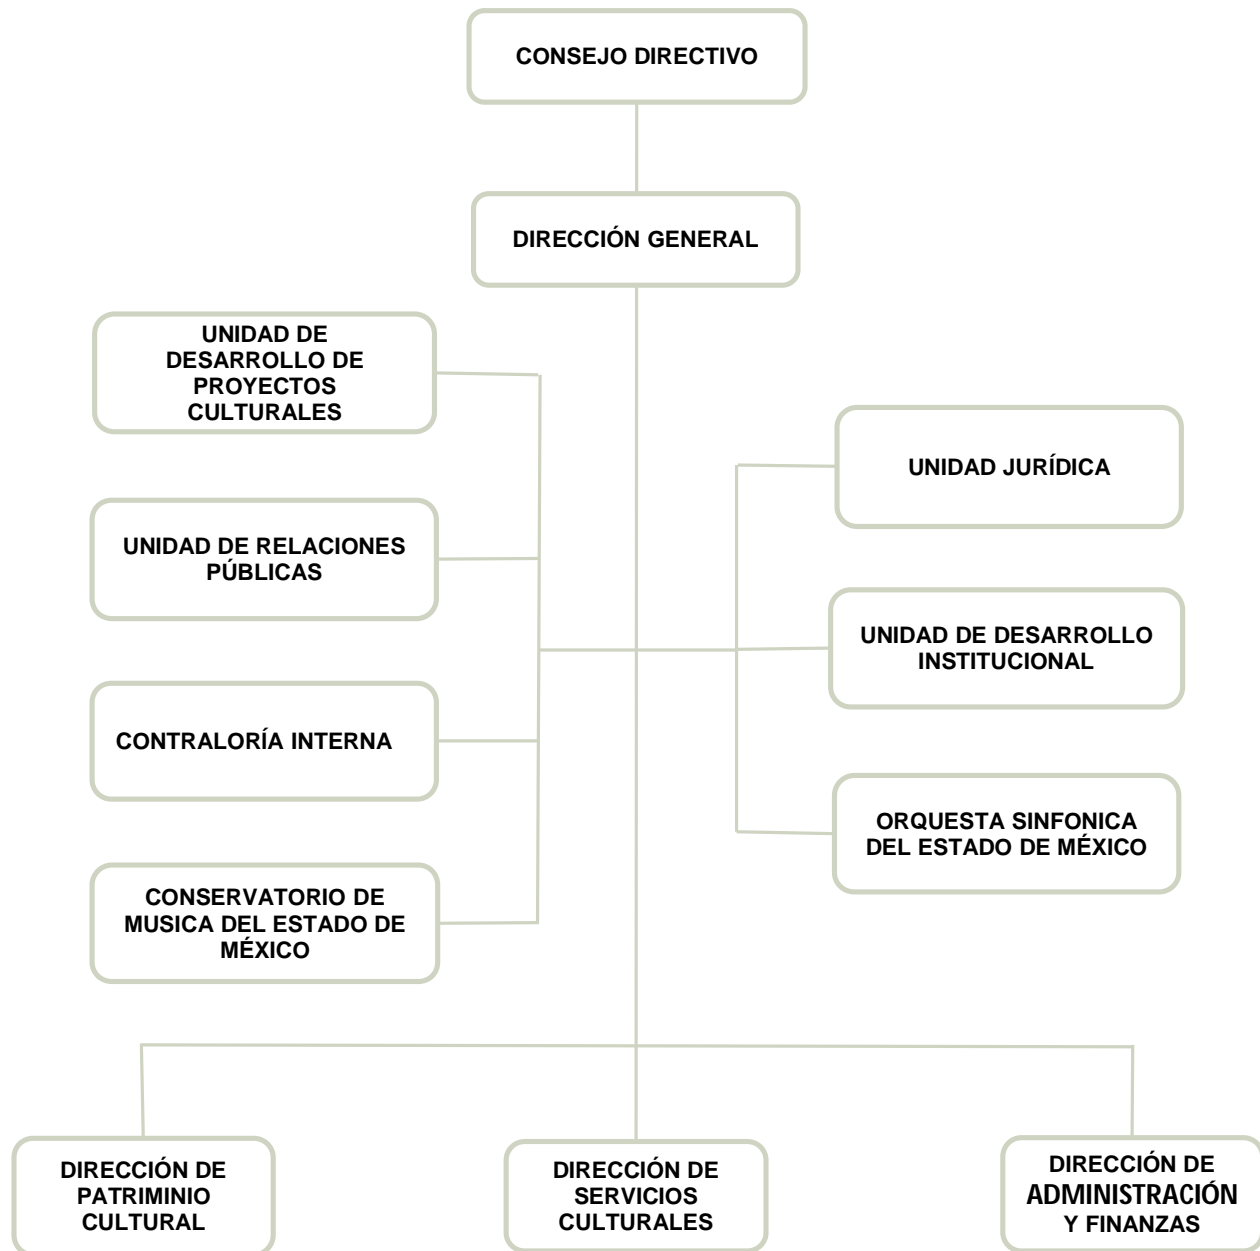 CONSEJO DIRECTIVO
DIRECCIÓN GENERAL
UNIDAD DE
DESARROLLO DE
PROYECTOS
CULTURALES
UNIDAD JURÍDICA
UNIDAD DE RELACIONES
PÚBLICAS
UNIDAD DE DESARROLLO
INSTITUCIONAL
CONTRALORÍA INTERNA
ORQUESTA SINFONICA
DEL ESTADO DE MÉXICO
CONSERVATORIO DE
MUSICA DEL ESTADO DE
MÉXICO
DIRECCIÓN DE
PATRIMINIO
CULTURAL
DIRECCIÓN DE
SERVICIOS
CULTURALES
DIRECCIÓN DE
ADMINISTRACIÓN
Y FINANZAS